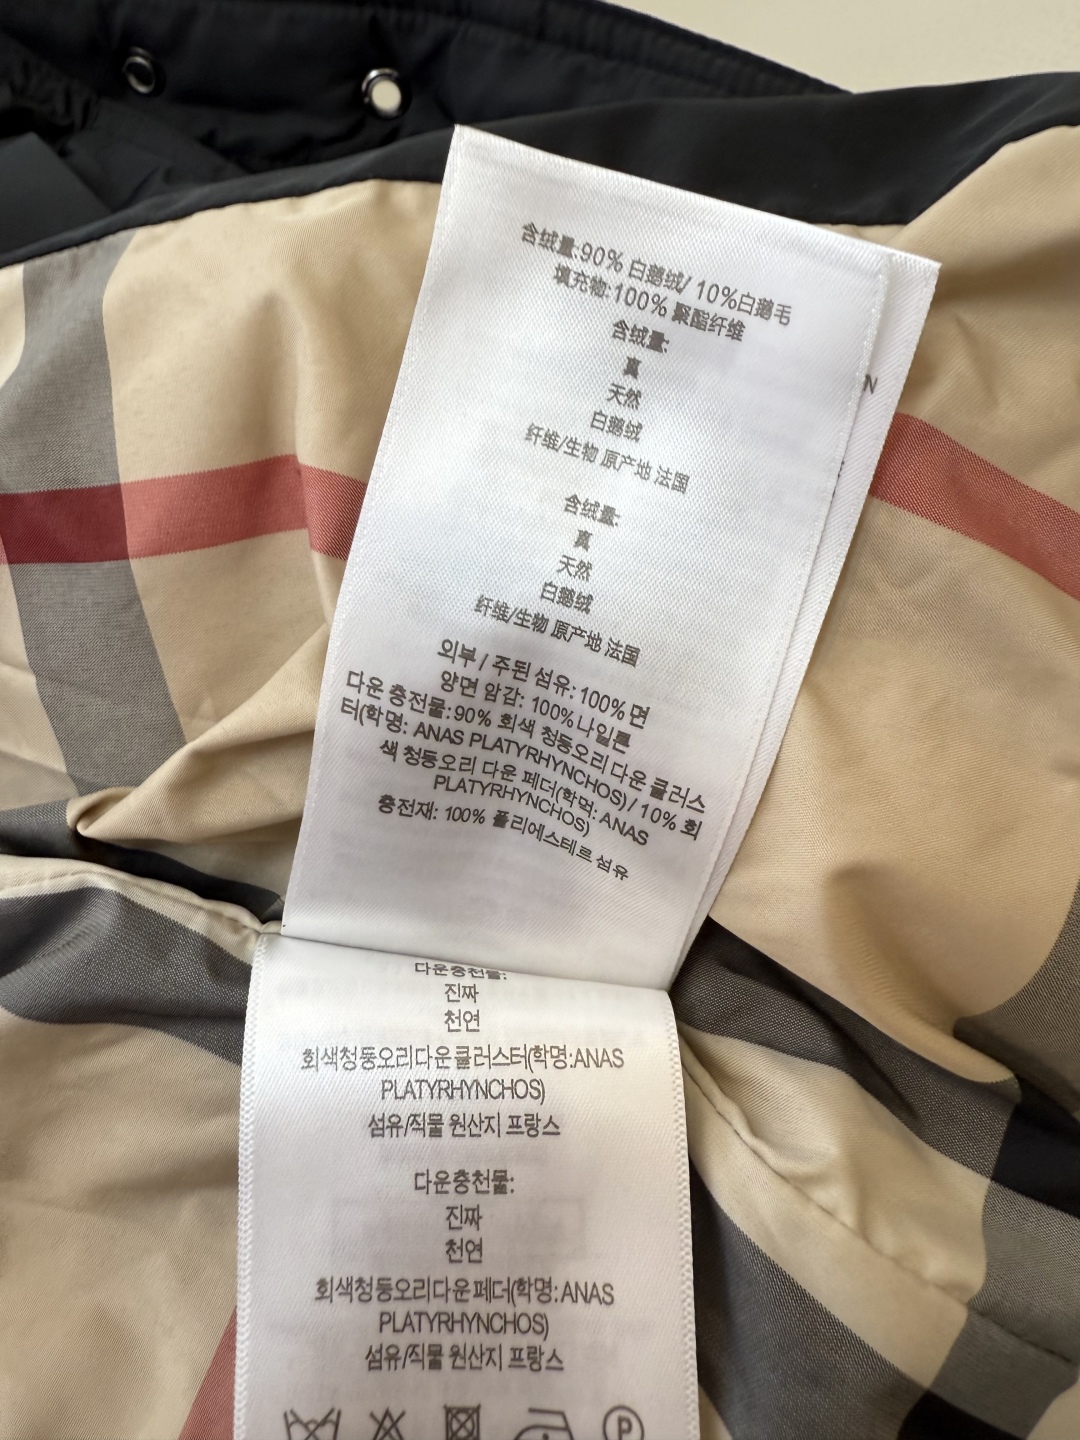 含绒量:90% 白鹅绒/ 10%白鹅毛
填充物:100% 聚酯纤维
含绒量:
真
天然
白鹅绒
纤维/生物 原产地 法国
含绒量:
真
天然
白鹅绒
纤维/生物 原产地 法国
외부 / 주된 섬유: 100% 면
양면 암감: 100%나일론
다운 충전물: 90% 회색 청둥오리 다운 클러스
터(학명: ANAS PLATYRHYNCHOS) / 10% 회
색 청둥오리 다운 페더(학명: ANAS
PLATYRHYNCHOS)
충전재: 100% 폴리에스테르 섬유
N
다운충전물:
진짜
천연
회색청둥오리다운클러스터(학명:ANAS
PLATYRHYNCHOS)
섬유/직물 원산지 프랑스
다운충천물:
진짜
천연
회색청둥오리다운페더(학명:ANAS
PLATYRHYNCHOS)
섬유/직물 원산지 프랑스
P